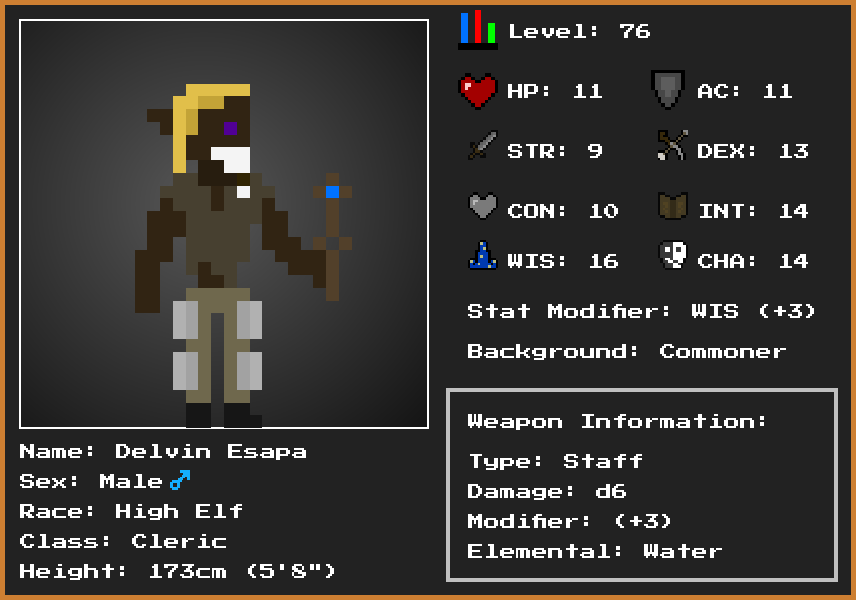 Level: 76
HP: 11 AC: 11
STR: 9 DEX: 13
CON: 10 INT: 14
WIS: 16 CHA: 14
Stat Modifier: WIS (+3)
Background: Commoner
Weapon Information:
Type: Staff
Damage: d6
Modifier: (+3)
Elemental: Water
Name: Delvin Esapa
Sex: Male ♂
Race: High Elf
Class: Cleric
Height: 173cm (5'8")